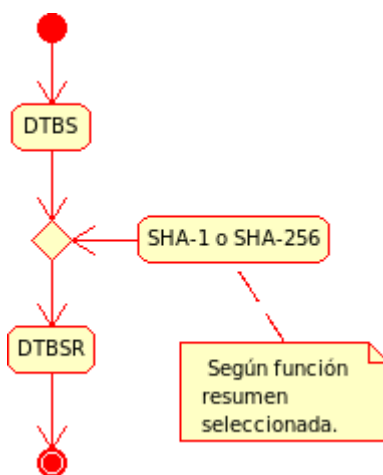 DTBS
SHA-1 o SHA-256
DTBSR
Según función
resumen
seleccionada.